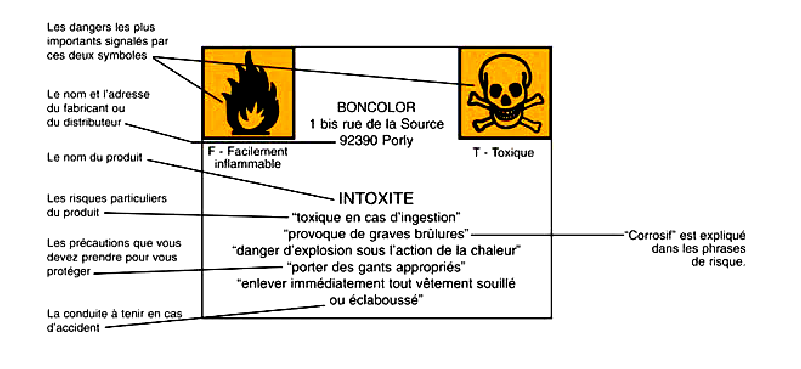 Les dangers les plus
importants signalés par
ces deux symboles
Le nom et l'adresse
du fabricant ou
du distributeur
Le nom du produit
Les risques particuliers
du produit
Les précautions que vous
devez prendre pour vous
protéger
La conduite à tenir en cas
d'accident
BONCOLOR
1 bis rue de la Source
92390 Porly
F - Facilement
inflammable
T - Toxique
INTOXITE
"toxique en cas d'ingestion"
"provoque de graves brûlures"
"danger d'explosion sous l'action de la chaleur"
"porter des gants appropriés"
"enlever immédiatement tout vêtement souillé
ou éclaboussé"
"Corrosif" est expliqué
dans les phrases
de risque.